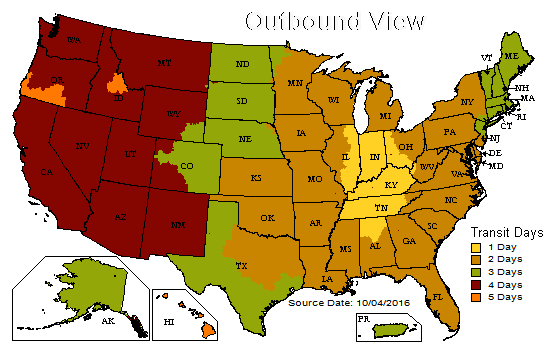 Outbound View
WA
MT
ND
MN
VT
ME
OR
ID
SD
WI
MI
NY
NH
MA
WY
RI
CT
NV
UT
CO
NE
IA
IL
IN
OH
PA
NJ
DE
MD
CA
KS
MO
KY
WV
VA
AZ
NM
OK
AR
TN
NC
SC
TX
LA
MS
AL
GA
FL
Transit Days
1 Day
2 Days
3 Days
4 Days
5 Days
Source Date: 10/04/2016
AK
HI
PR